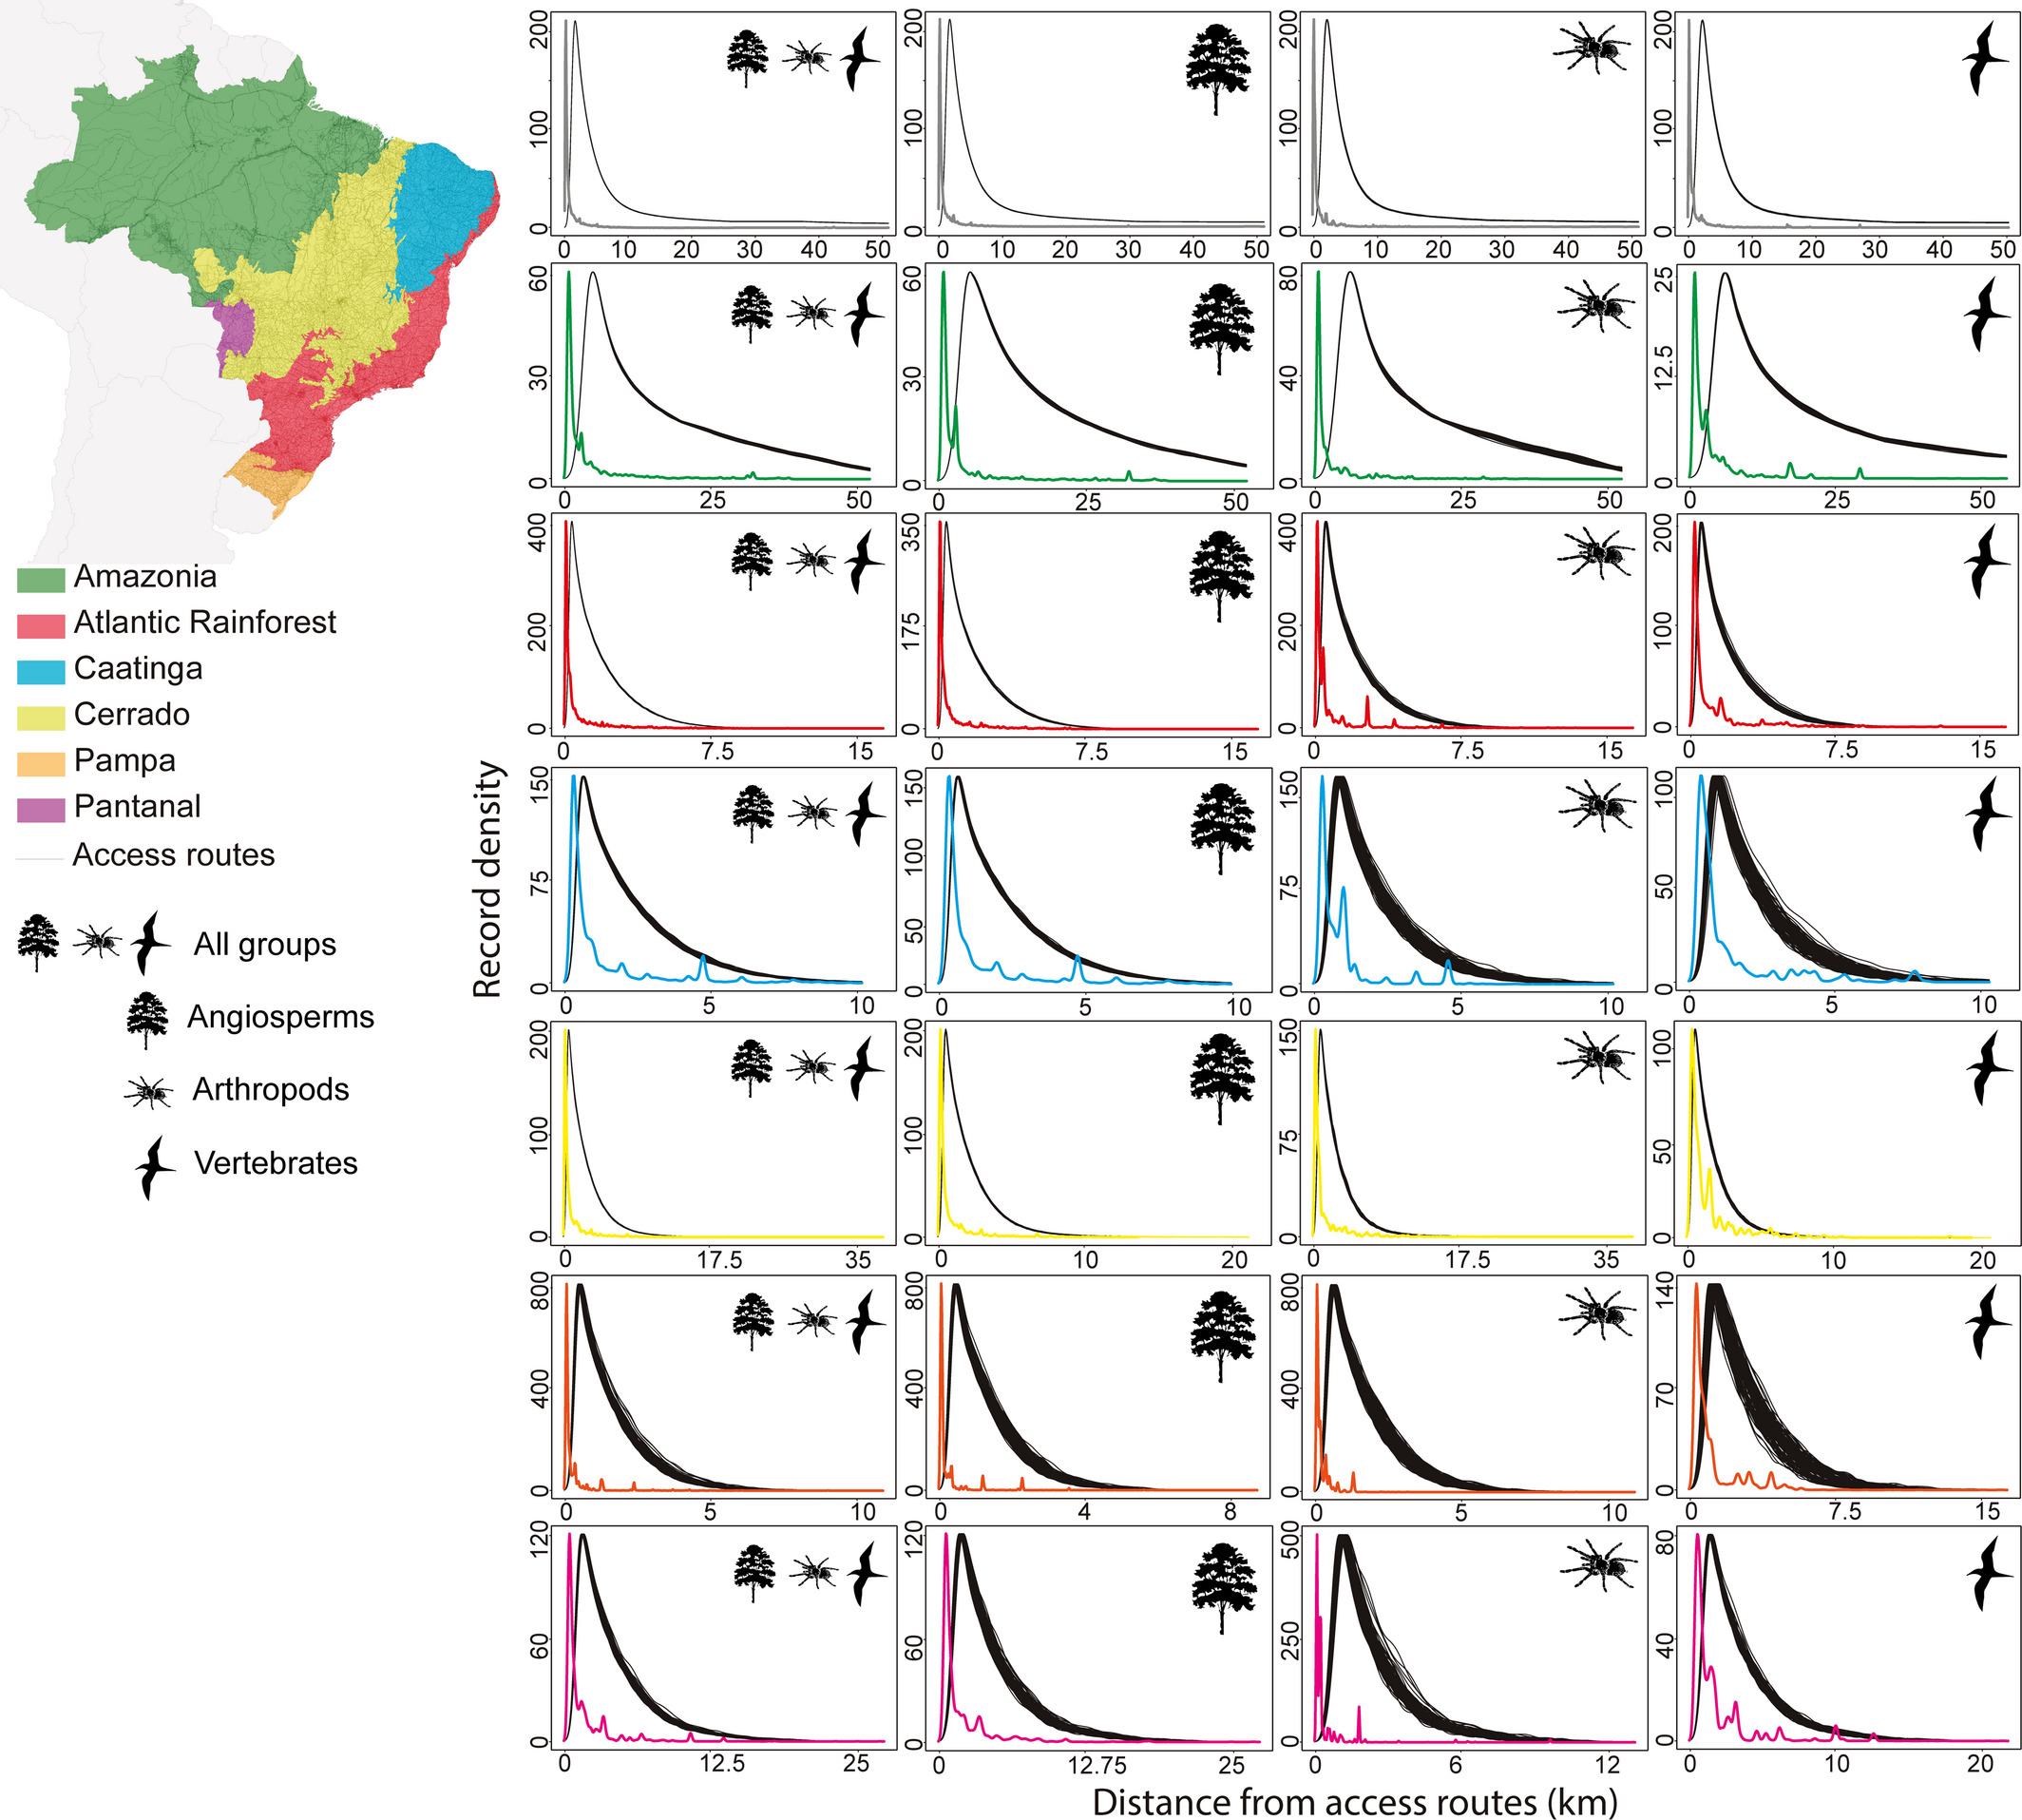 Amazonia
Atlantic Rainforest
Caatinga
Cerrado
Pampa
Pantanal
Access routes
All groups
Angiosperms
Arthropods
Vertebrates
Record density
200 100 0
0 10 20 30 40 50
200 100 0
0 10 20 30 40 50
200 100 0
0 10 20 30 40 50
200 100 0
0 10 20 30 40 50
60 30 0
0 25 50
60 30 0
0 25 50
80 40 0
0 25 50
25 12.5 0
0 25 50
400 200 0
0 7.5 15
350 175 0
0 7.5 15
400 200 0
0 7.5 15
200 100 0
0 7.5 15
150 75 0
0 5 10
150 100 50 0
0 5 10
150 75 0
0 5 10
100 50 0
0 5 10
200 100 0
0 17.5 35
200 100 0
0 10 20
150 75 0
0 17.5 35
100 50 0
0 10 20
800 400 0
0 5 10
800 400 0
0 4 8
800 400 0
0 5 10
140 70 0
0 7.5 15
120 60 0
0 12.5 25
120 60 0
0 12.75 25
500 250 0
0 6 12
80 40 0
0 10 20
Distance from access routes (km)